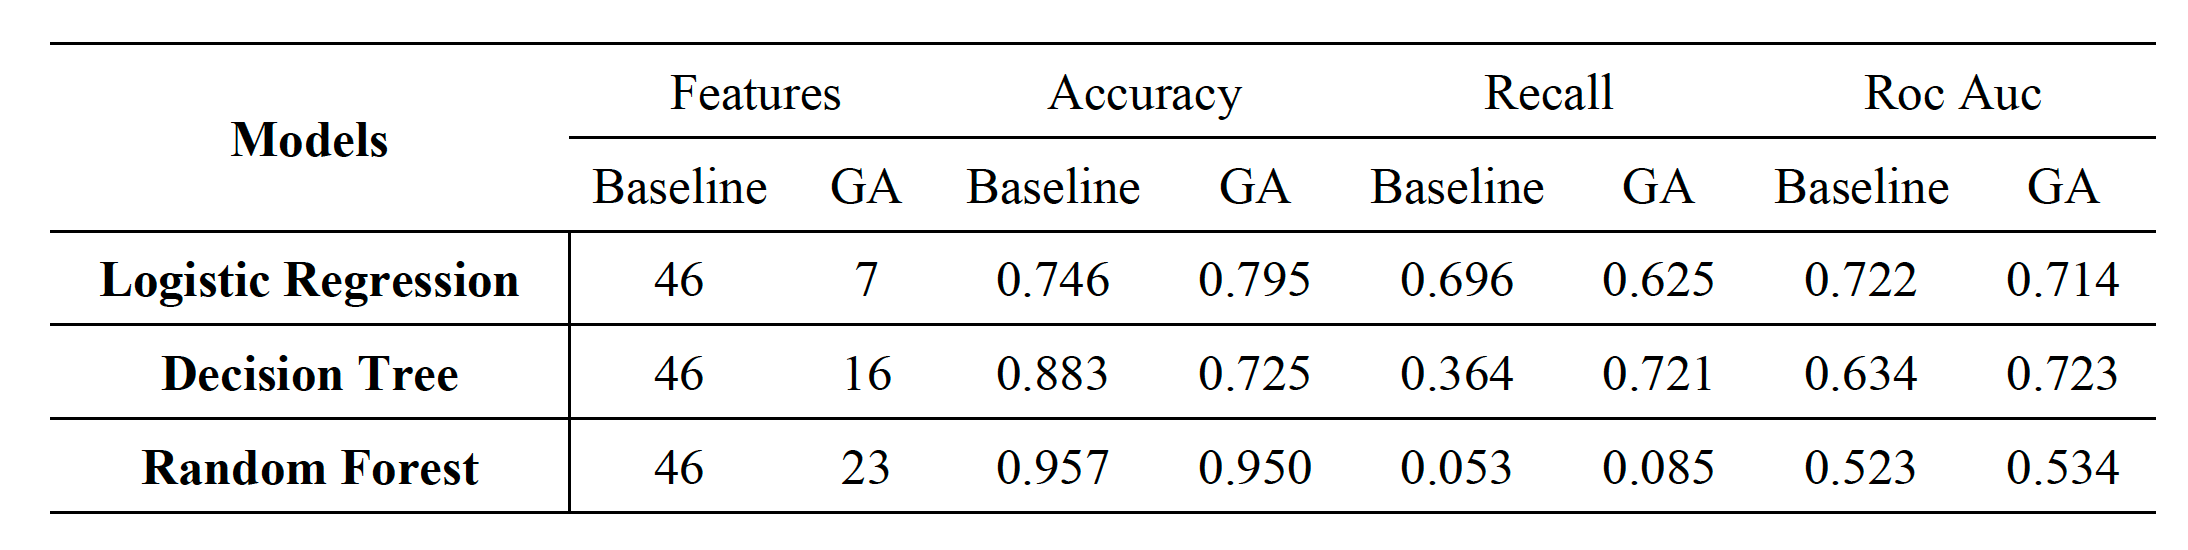 Models Features Accuracy Recall Roc Auc
Baseline GA Baseline GA Baseline GA Baseline GA
Logistic Regression 46 7 0.746 0.795 0.696 0.625 0.722 0.714
Decision Tree 46 16 0.883 0.725 0.364 0.721 0.634 0.723
Random Forest 46 23 0.957 0.950 0.053 0.085 0.523 0.534